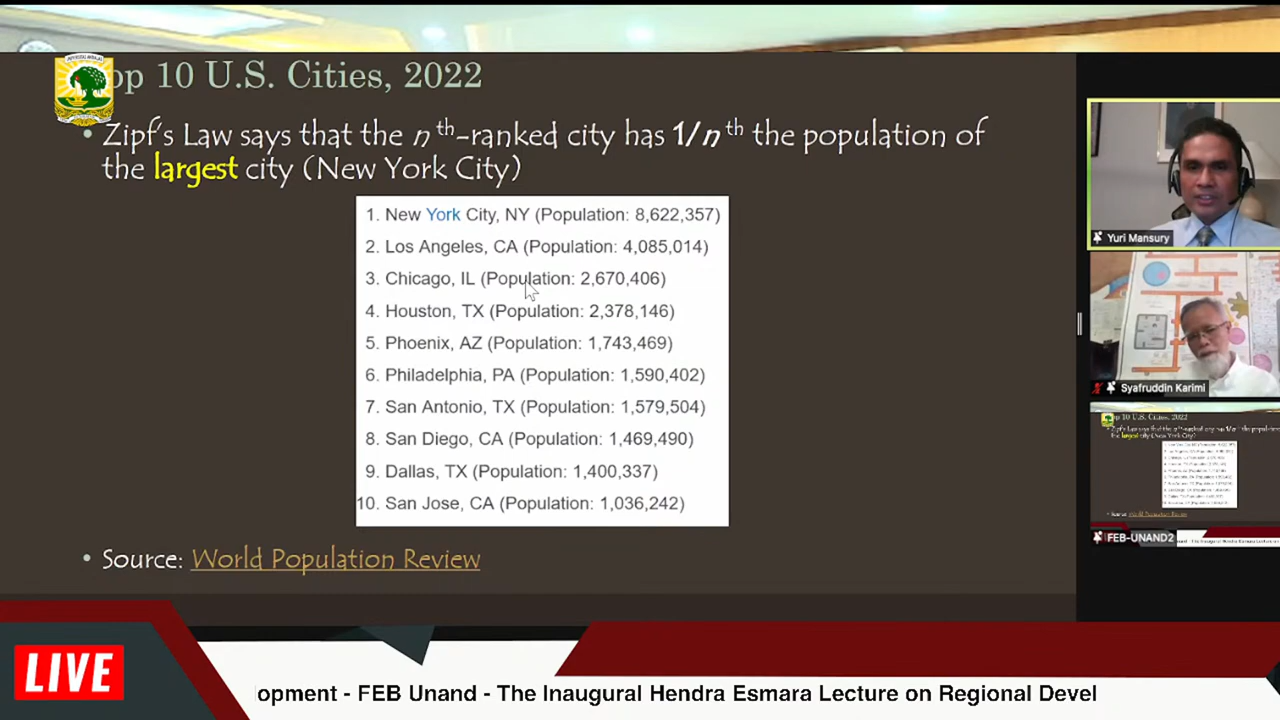 op 10 U.S. Cities, 2022
• Zipf's Law says that the n th-ranked city has 1/n th the population of
the largest city (New York City)
1. New York City, NY (Population: 8,622,357)
2. Los Angeles, CA (Population: 4,085,014)
3. Chicago, IL (Population: 2,670,406)
4. Houston, TX (Population: 2,378,146)
5. Phoenix, AZ (Population: 1,743,469)
6. Philadelphia, PA (Population: 1,590,402)
7. San Antonio, TX (Population: 1,579,504)
8. San Diego, CA (Population: 1,469,490)
9. Dallas, TX (Population: 1,400,337)
10. San Jose, CA (Population: 1,036,242)
• Source: World Population Review
Yuri Mansury
Syafruddin Karimi
op 10 U.S. Cities, 2022
FEB-UNAND2
LIVE
opment - FEB Unand - The Inaugural Hendra Esmara Lecture on Regional Devel